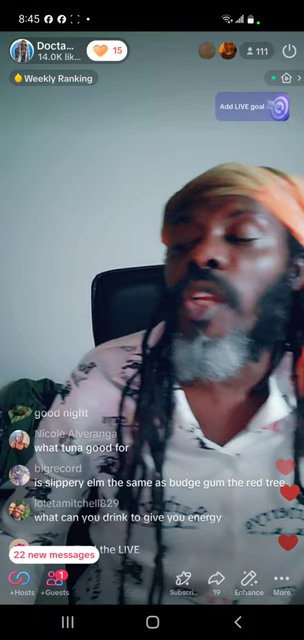 8:45
Docta...
14.0K lik...
15
111
Weekly Ranking
Add LIVE goal
good night
Nicole Alveranga
what tuna good for
bigrecord
is slippery elm the same as budge gum the red tree
laletamitchell829
what can you drink to give you energy
22 new messages
the LIVE
+Hosts
1
+Guests
Subscri...
19
Enhance
More